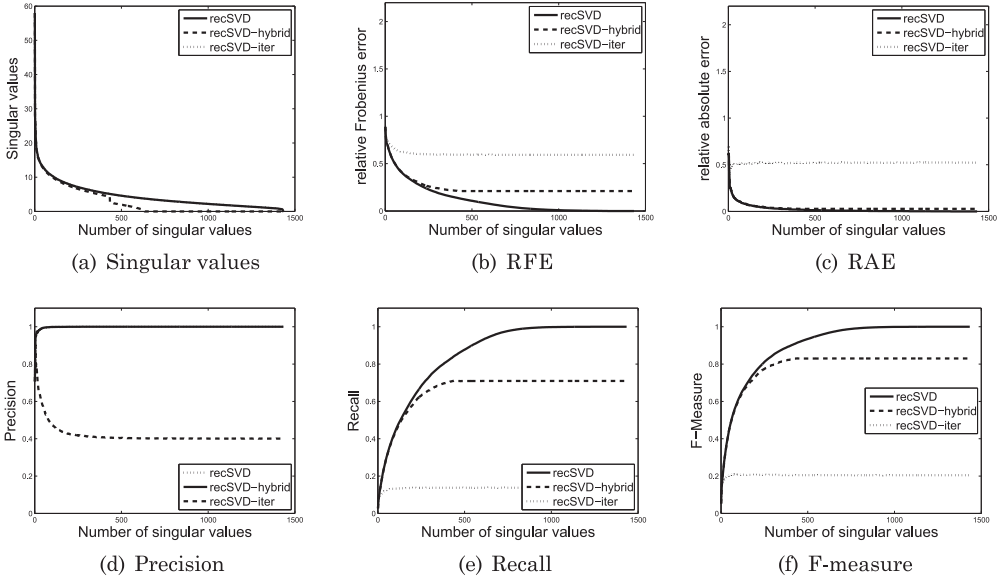 recSVD
recSVD-hybrid
recSVD-iter
60
50
40
30
20
10
0
Singular values
0
500
1000
1500
Number of singular values
(a) Singular values
recSVD
recSVD-hybrid
recSVD-iter
2
1.5
1
0.5
0
relative Frobenius error
0
500
1000
1500
Number of singular values
(b) RFE
recSVD
recSVD-hybrid
recSVD-iter
2
1.5
1
0.5
0
relative absolute error
0
500
1000
1500
Number of singular values
(c) RAE
1
0.8
0.6
0.4
0.2
0
Precision
recSVD
recSVD-hybrid
recSVD-iter
0
500
1000
1500
Number of singular values
(d) Precision
1
0.8
0.6
0.4
0.2
0
Recall
recSVD
recSVD-hybrid
recSVD-iter
0
500
1000
1500
Number of singular values
(e) Recall
1
0.8
0.6
0.4
0.2
0
F-Measure
recSVD
recSVD-hybrid
recSVD-iter
0
500
1000
1500
Number of singular values
(f) F-measure